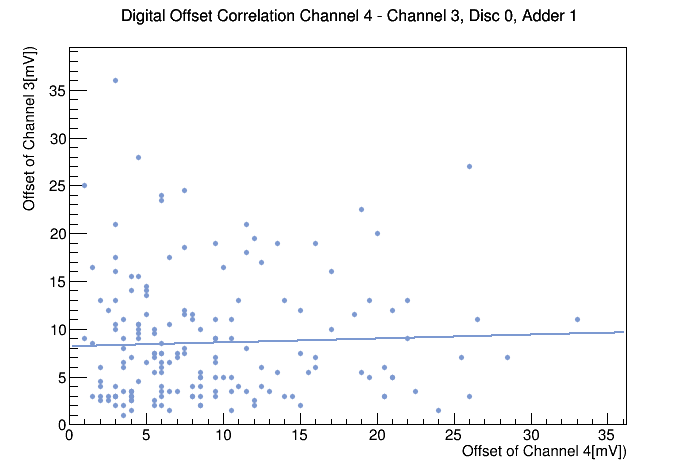 Digital Offset Correlation Channel 4 - Channel 3, Disc 0, Adder 1
Offset of Channel 3[mV])
35
30
25
20
15
10
5
0
0 5 10 15 20 25 30 35
Offset of Channel 4[mV])